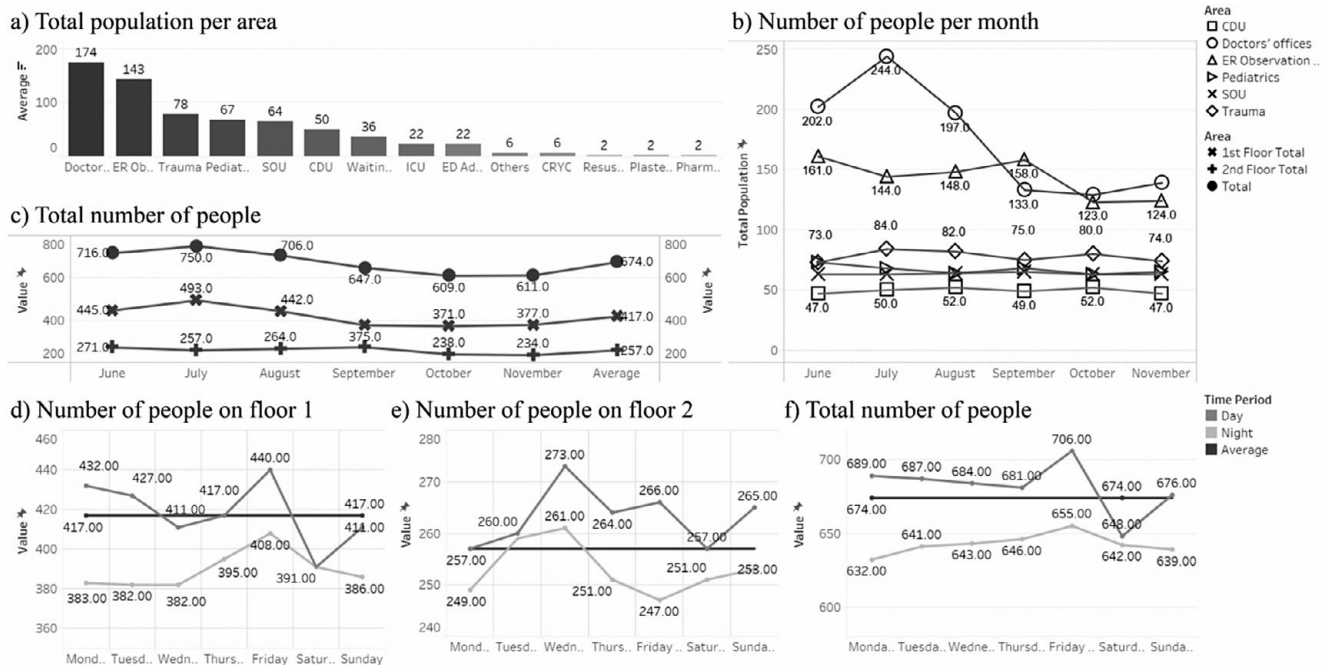 a) Total population per area
200
100
0
Average
174
143
78
67
64
50
36
22
22
6
6
2
2
2
Doctor..
ER Ob..
Trauma
Pediat..
SOU
CDU
Waitin..
ICU
ED Ad..
Others
CRYC
Resus..
Plaste..
Pharm..
b) Number of people per month
250
200
150
100
50
0
Total Population
244.0
202.0
197.0
161.0
144.0
148.0
158.0
133.0
123.0
124.0
73.0
84.0
82.0
75.0
80.0
74.0
47.0
50.0
52.0
49.0
52.0
47.0
June
July
August
September
October
November
Area
CDU
Doctors' offices
ER Observation ..
Pediatrics
SOU
Trauma
Area
1st Floor Total
2nd Floor Total
Total
c) Total number of people
800
600
400
200
Value
716.0
750.0
706.0
647.0
609.0
611.0
674.0
445.0
493.0
442.0
375.0
371.0
377.0
417.0
271.0
257.0
264.0
238.0
234.0
257.0
800
600
400
200
Value
June
July
August
September
October
November
Average
d) Number of people on floor 1
460
440
420
400
380
360
Value
432.00
427.00
411.00
417.00
440.00
417.00
417.00
411.00
383.00
382.00
382.00
395.00
408.00
391.00
386.00
Mond..
Tuesd..
Wedn..
Thurs..
Friday
Satur..
Sunday
e) Number of people on floor 2
280
270
260
250
240
Value
257.00
260.00
273.00
264.00
266.00
257.00
265.00
249.00
261.00
251.00
247.00
251.00
253.00
Mond..
Tuesd..
Wedn..
Thurs..
Friday ..
Satur..
Sunda..
f) Total number of people
700
650
600
Value
689.00
687.00
684.00
681.00
706.00
674.00
676.00
674.00
648.00
632.00
641.00
643.00
646.00
655.00
642.00
639.00
Mond..
Tuesda..
Wedne..
Thursd..
Friday ..
Saturd..
Sunda..
Time Period
Day
Night
Average